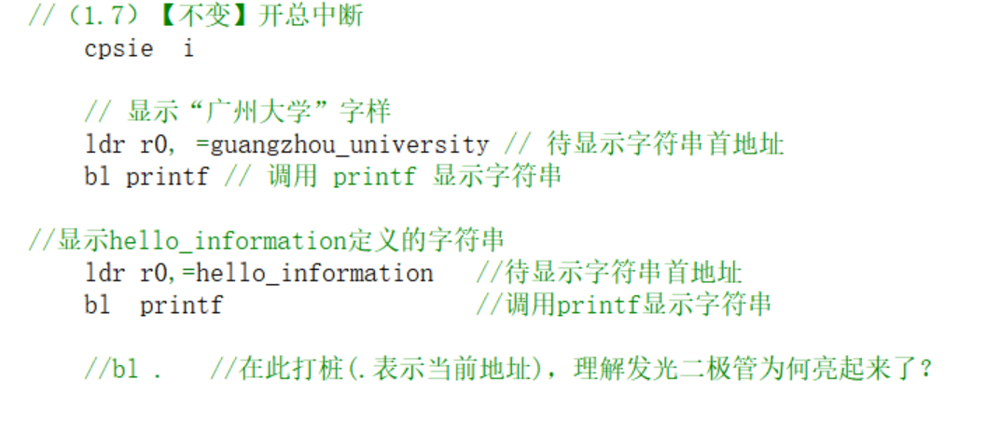 //（1.7）【不变】开总中断
cpsie  i
// 显示“广州大学”字样
ldr r0, =guangzhou_university // 待显示字符串首地址
bl printf // 调用 printf 显示字符串
//显示hello_information定义的字符串
ldr r0,=hello_information   //待显示字符串首地址
bl  printf                  //调用printf显示字符串
//bl .   //在此打桩(.表示当前地址)，理解发光二极管为何亮起来了？